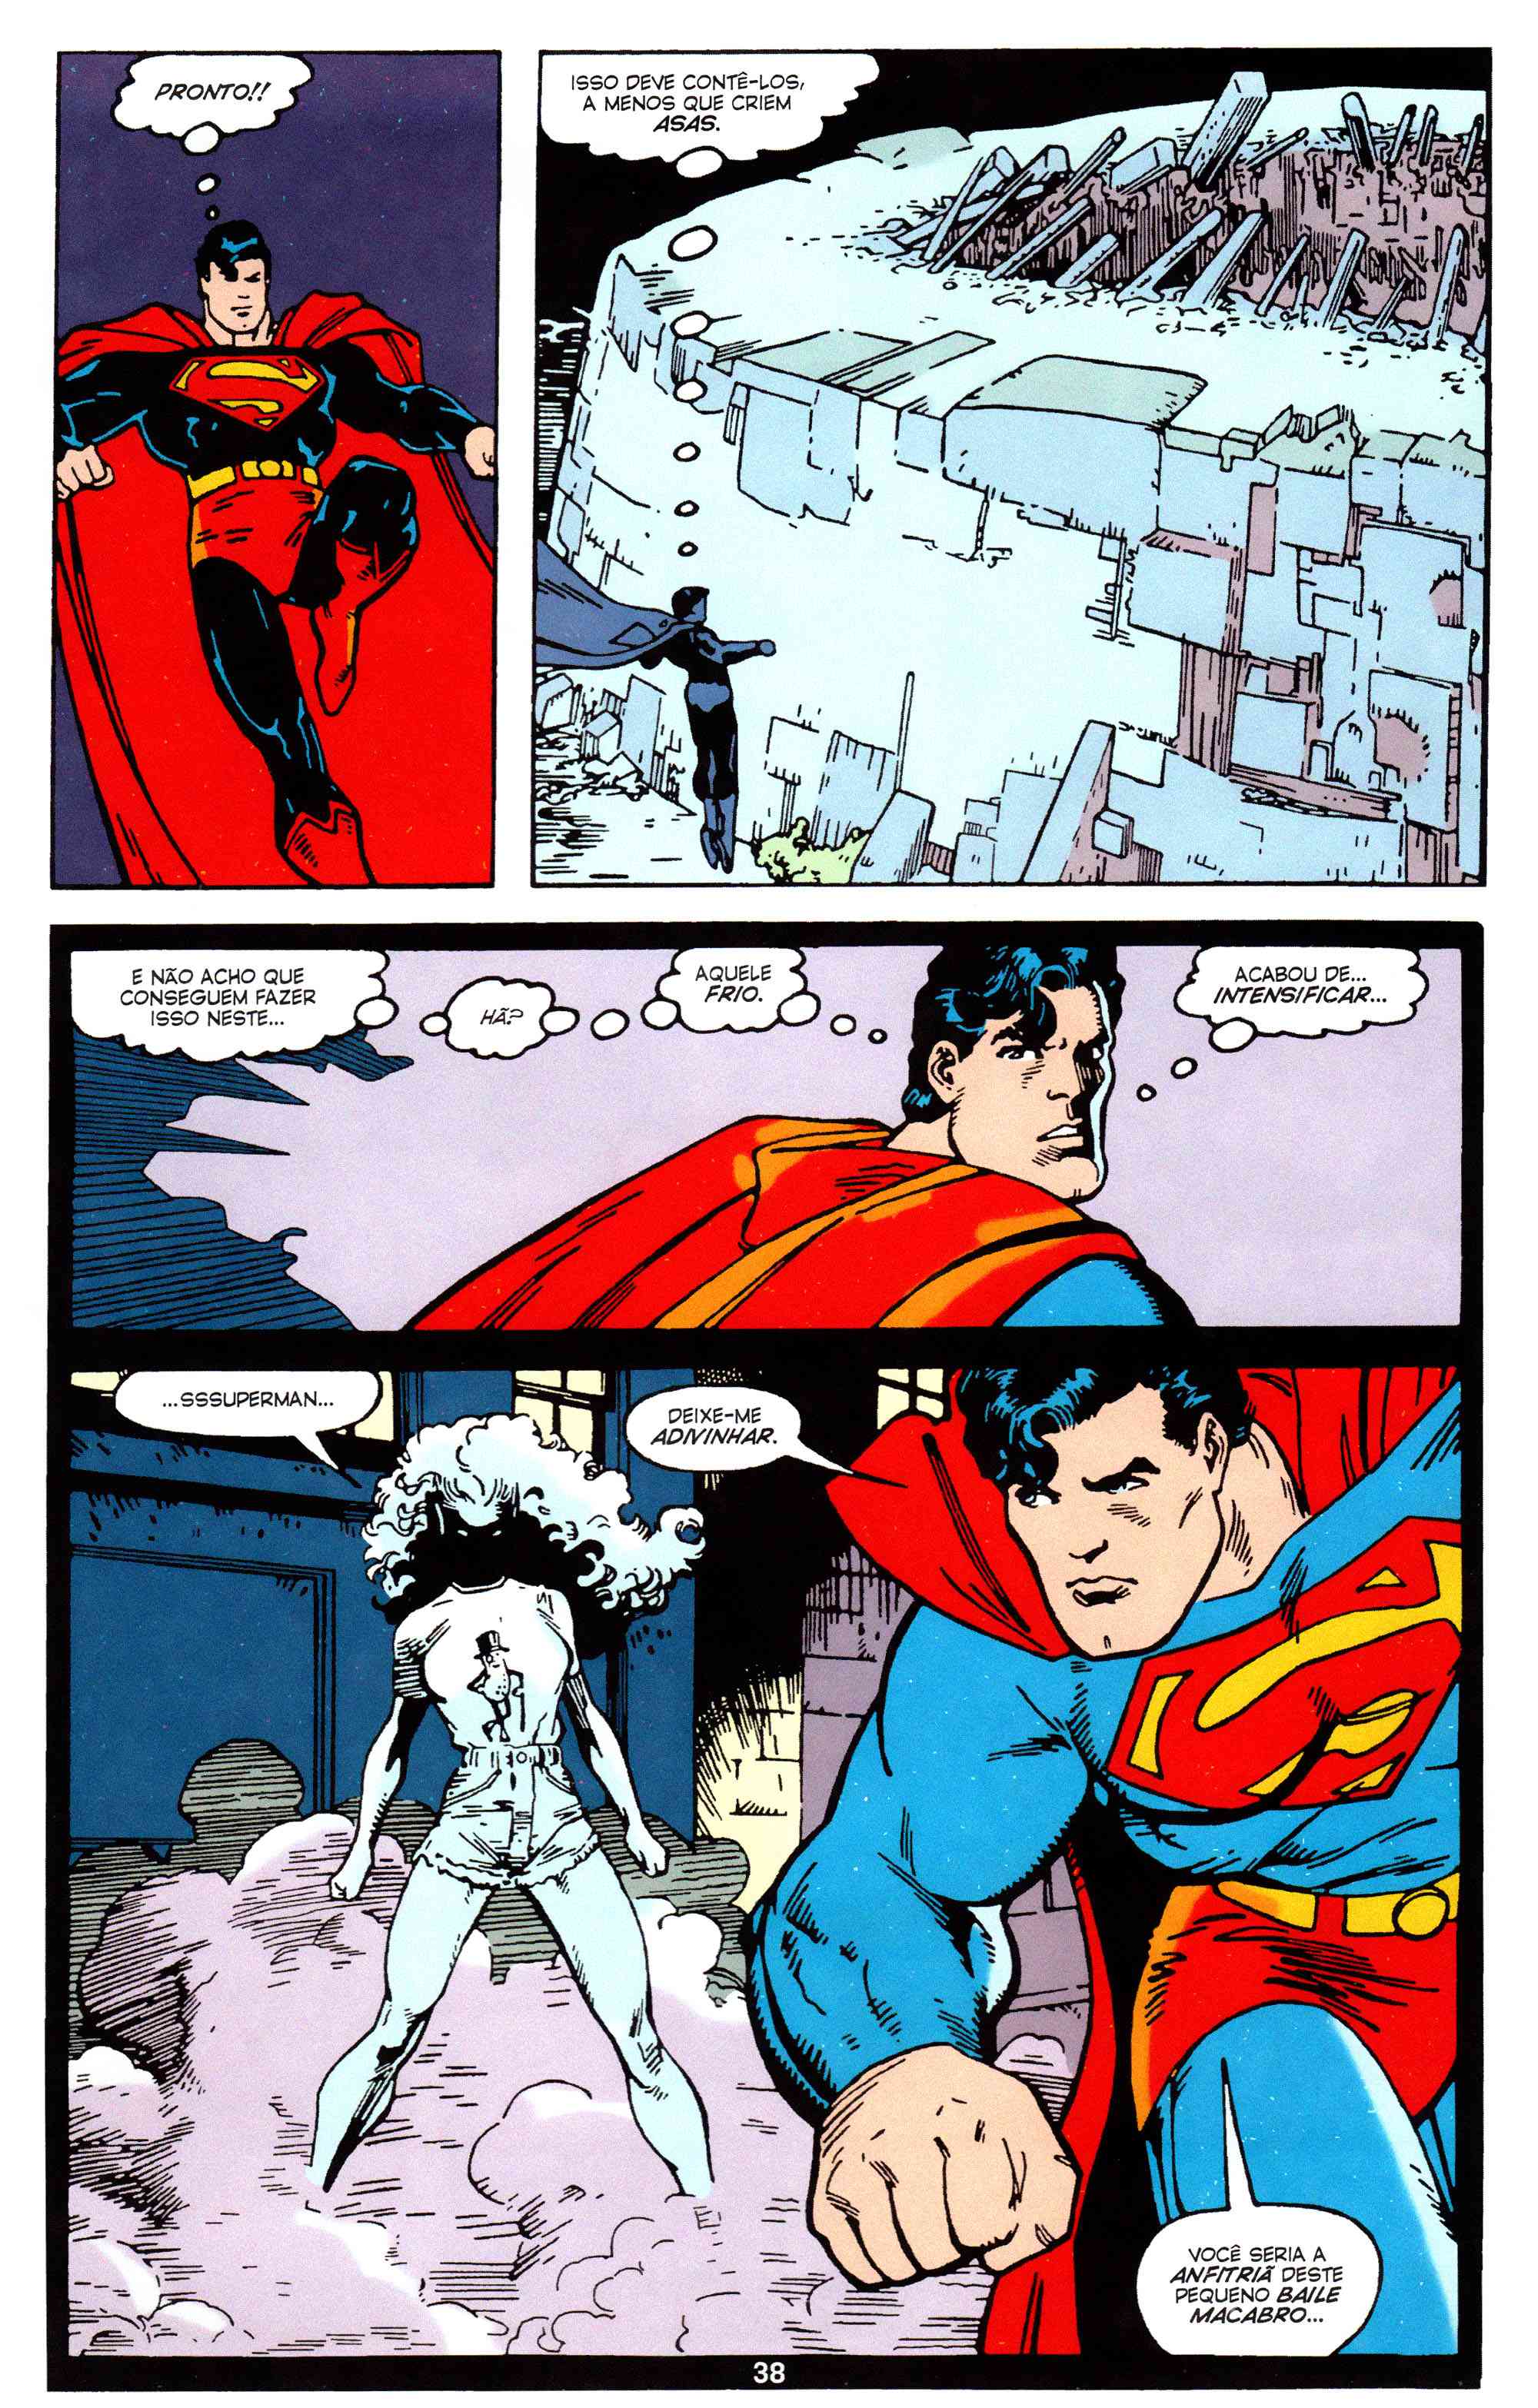 PRONTO!!
ISSO DEVE CONTÊ-LOS,
A MENOS QUE CRIEM
ASAS.
E NÃO ACHO QUE
CONSEGUEM FAZER
ISSO NESTE...
HÃ?
AQUELE
FRIO.
ACABOU DE...
INTENSIFICAR...
...SSSUPERMAN...
DEIXE-ME
ADIVINHAR.
VOCÊ SERIA A
ANFITRIÃ DESTE
PEQUENO BAILE
MACABRO...
38